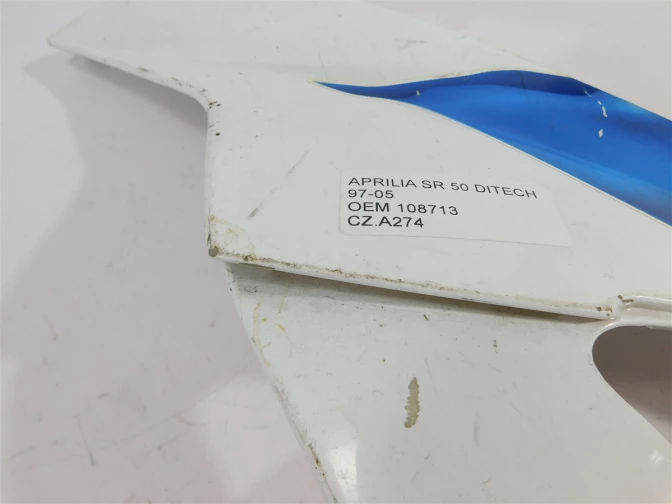 APRILIA SR 50 DITECH
97-05
OEM 108713
CZ.A274